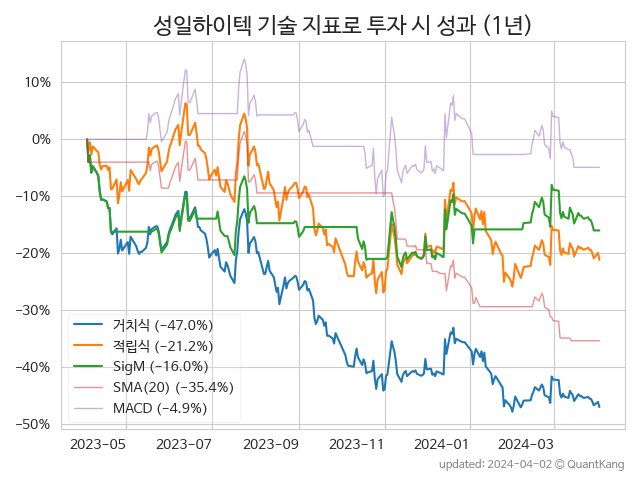 성일하이텍 기술 지표로 투자 시 성과 (1년)
10%
0%
−10%
−20%
−30%
−40%
−50%
거치식 (−47.0%)
적립식 (−21.2%)
SigM (−16.0%)
SMA(20) (−35.4%)
MACD (−4.9%)
2023-05 2023-07 2023-09 2023-11 2024-01 2024-03
updated: 2024-04-02 © QuantKang